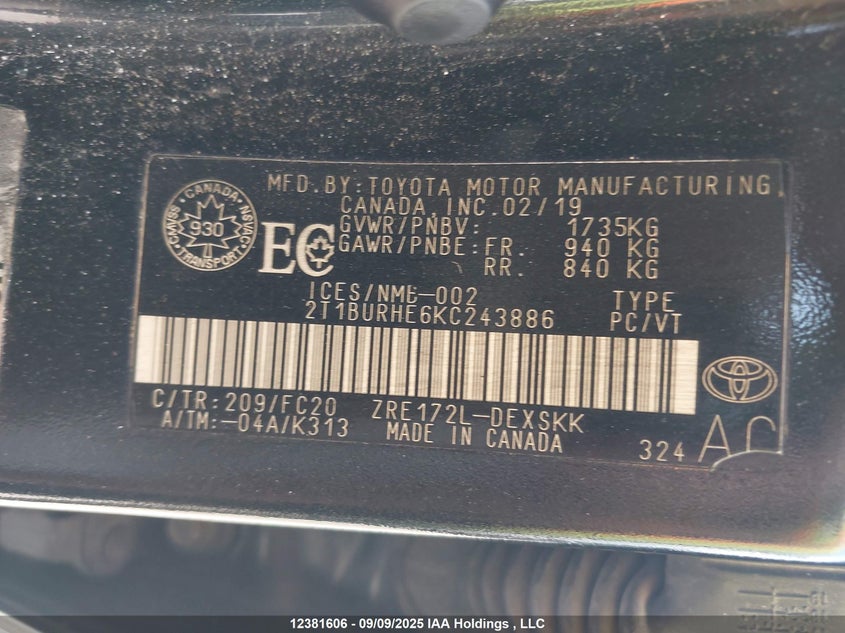 MFD.BY:TOYOTA MOTOR MANUFACTURING
CANADA, INC.02/19
GVWR/PNBV: 1735KG
GAWR/PNBE:FR. 940 KG
RR. 840 KG
CANADA
CMVSS 930 NSVAC
TRANSPORT
EC
ICES/NMB-002 TYPE
2T1BURHE6KC243886 PC/VT
C/TR:209/FC20 ZRE172L-DEXSKK
A/TM:-04A/K313 MADE IN CANADA 324
12381606 - 09/09/2025 IAA Holdings , LLC